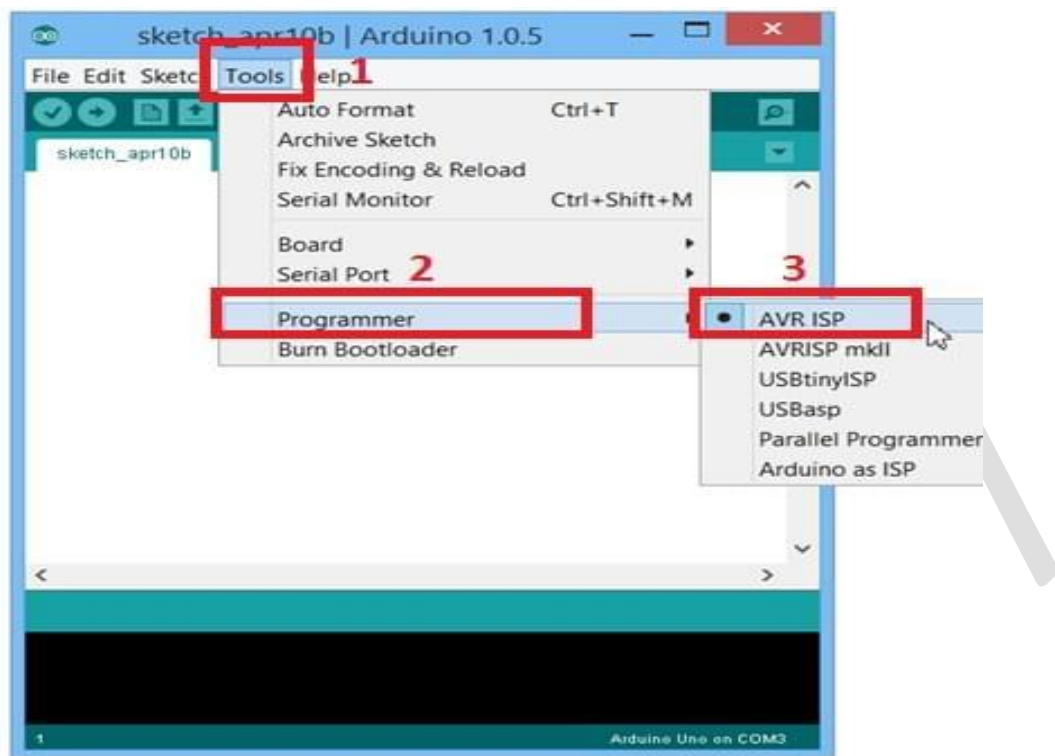 sketch_apr10b | Arduino 1.0.5
File Edit Sketc Tools elp 1
Auto Format Ctrl+T
sketch_apr10b
Archive Sketch
Fix Encoding & Reload
Serial Monitor Ctrl+Shift+M
Board
Serial Port 2
3
Programmer
AVR ISP
Burn Bootloader
AVRISP mkII
USBtinyISP
USBasp
Parallel Programmer
Arduino as ISP
1 Arduino Uno on COM3